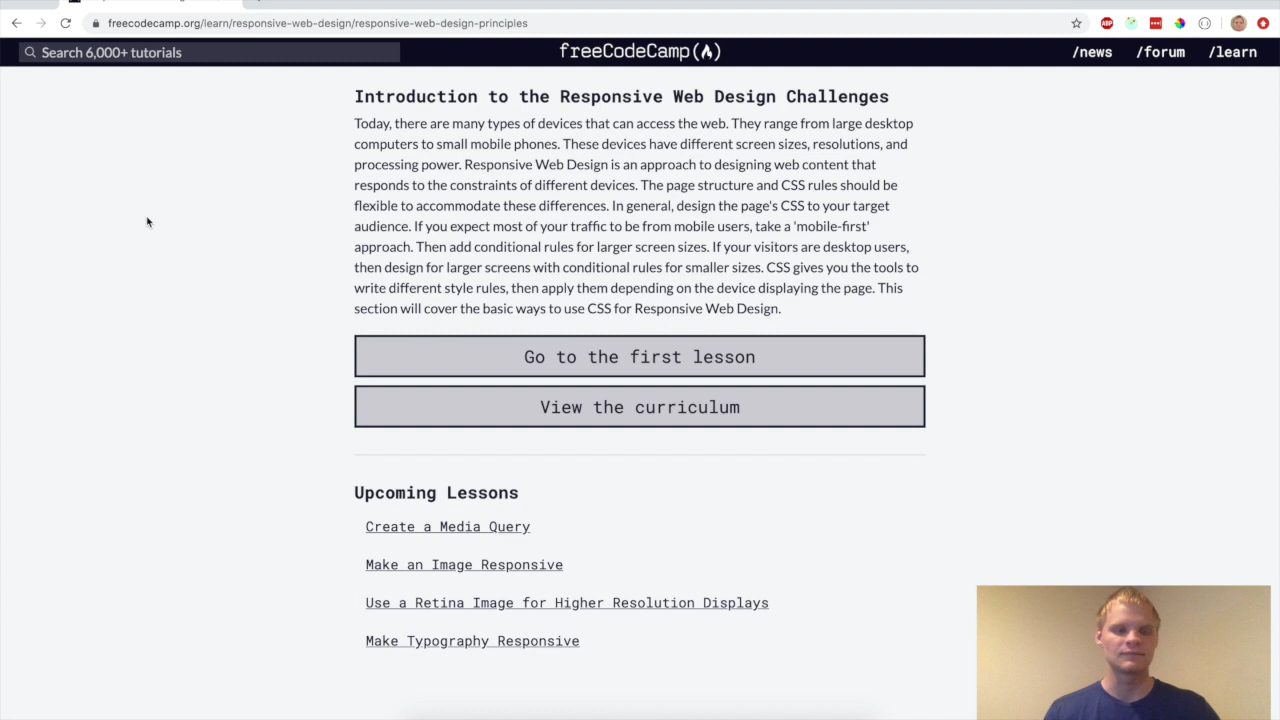 freecodecamp.org/learn/responsive-web-design/responsive-web-design-principles
ABP
Search 6,000+ tutorials
freeCodeCamp
/news
/forum
/learn
Introduction to the Responsive Web Design Challenges
Today, there are many types of devices that can access the web. They range from large desktop
computers to small mobile phones. These devices have different screen sizes, resolutions, and
processing power. Responsive Web Design is an approach to designing web content that
responds to the constraints of different devices. The page structure and CSS rules should be
flexible to accommodate these differences. In general, design the page's CSS to your target
audience. If you expect most of your traffic to be from mobile users, take a 'mobile-first'
approach. Then add conditional rules for larger screen sizes. If your visitors are desktop users,
then design for larger screens with conditional rules for smaller sizes. CSS gives you the tools to
write different style rules, then apply them depending on the device displaying the page. This
section will cover the basic ways to use CSS for Responsive Web Design.
Go to the first lesson
View the curriculum
Upcoming Lessons
Create a Media Query
Make an Image Responsive
Use a Retina Image for Higher Resolution Displays
Make Typography Responsive